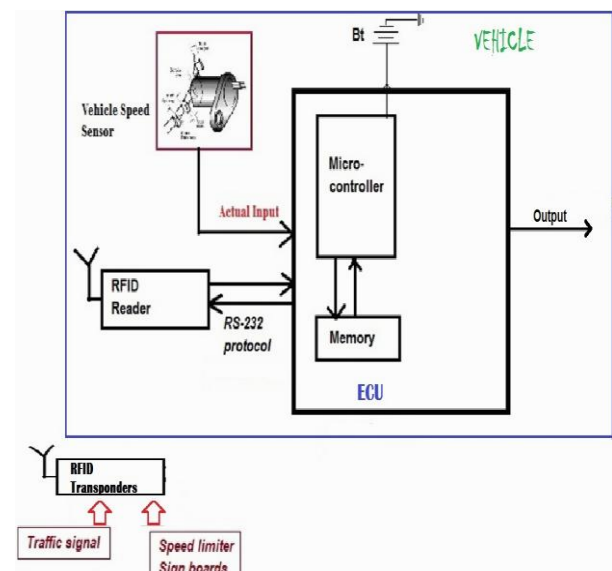 Bt
VEHICLE
Vehicle Speed
Sensor
Micro-
controller
Actual Input
Output
RFID
Reader
RS-232
protocol
Memory
ECU
RFID
Transponders
Traffic signal
Speed limiter
Sign boards